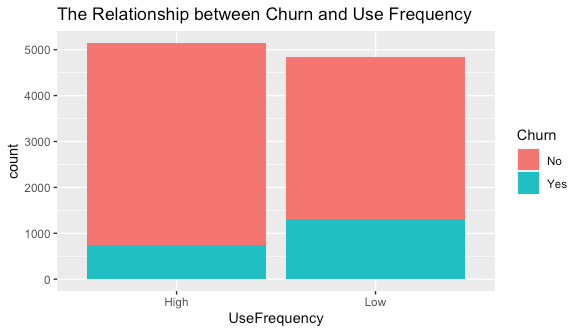 The Relationship between Churn and Use Frequency
5000
4000
3000
2000
1000
0
count
High
Low
UseFrequency
Churn
No
Yes